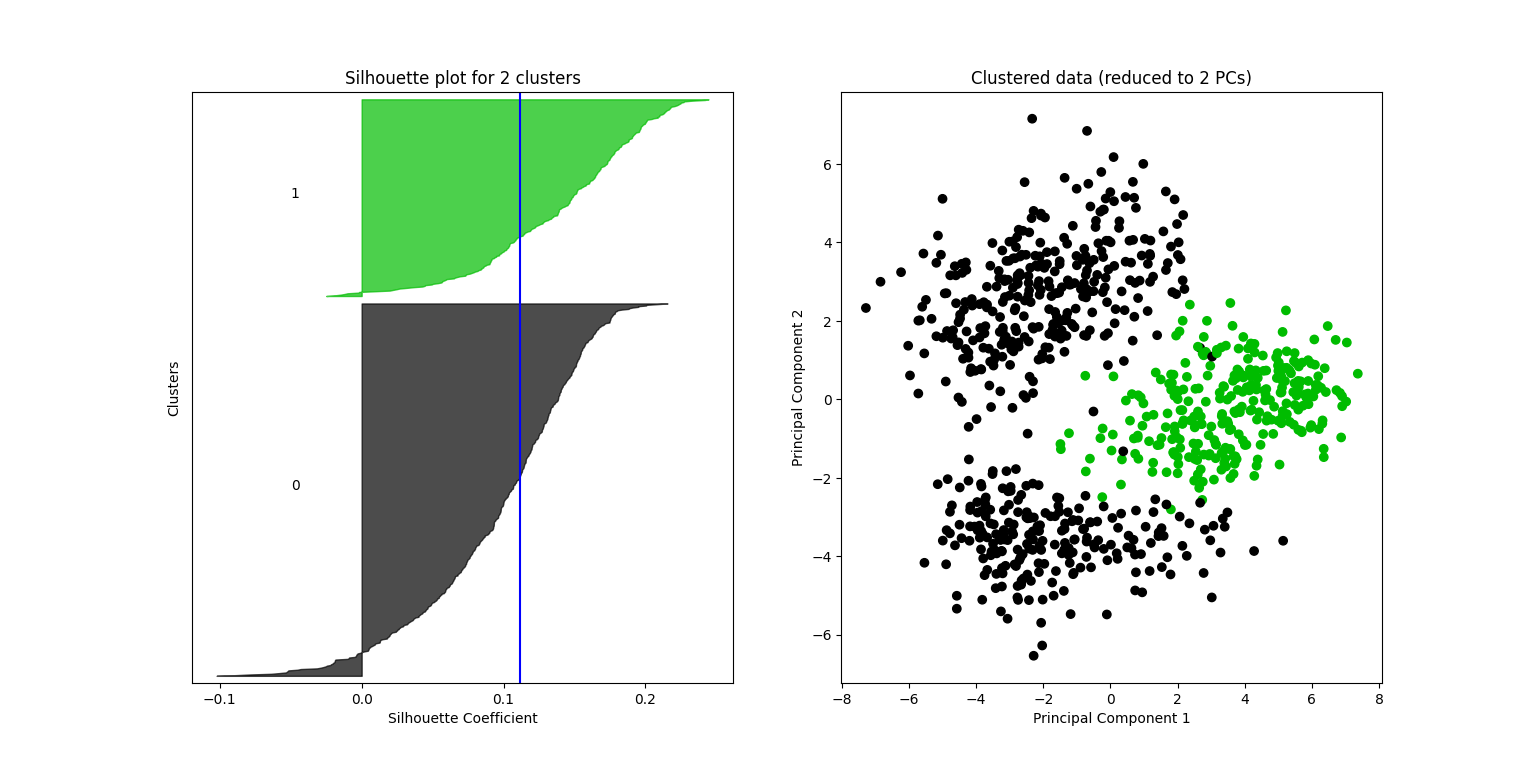 Silhouette plot for 2 clusters
Clusters
1
0
−0.1 0.0 0.1 0.2
Silhouette Coefficient
Clustered data (reduced to 2 PCs)
Principal Component 2
6
4
2
0
−2
−4
−6
−8 −6 −4 −2 0 2 4 6 8
Principal Component 1